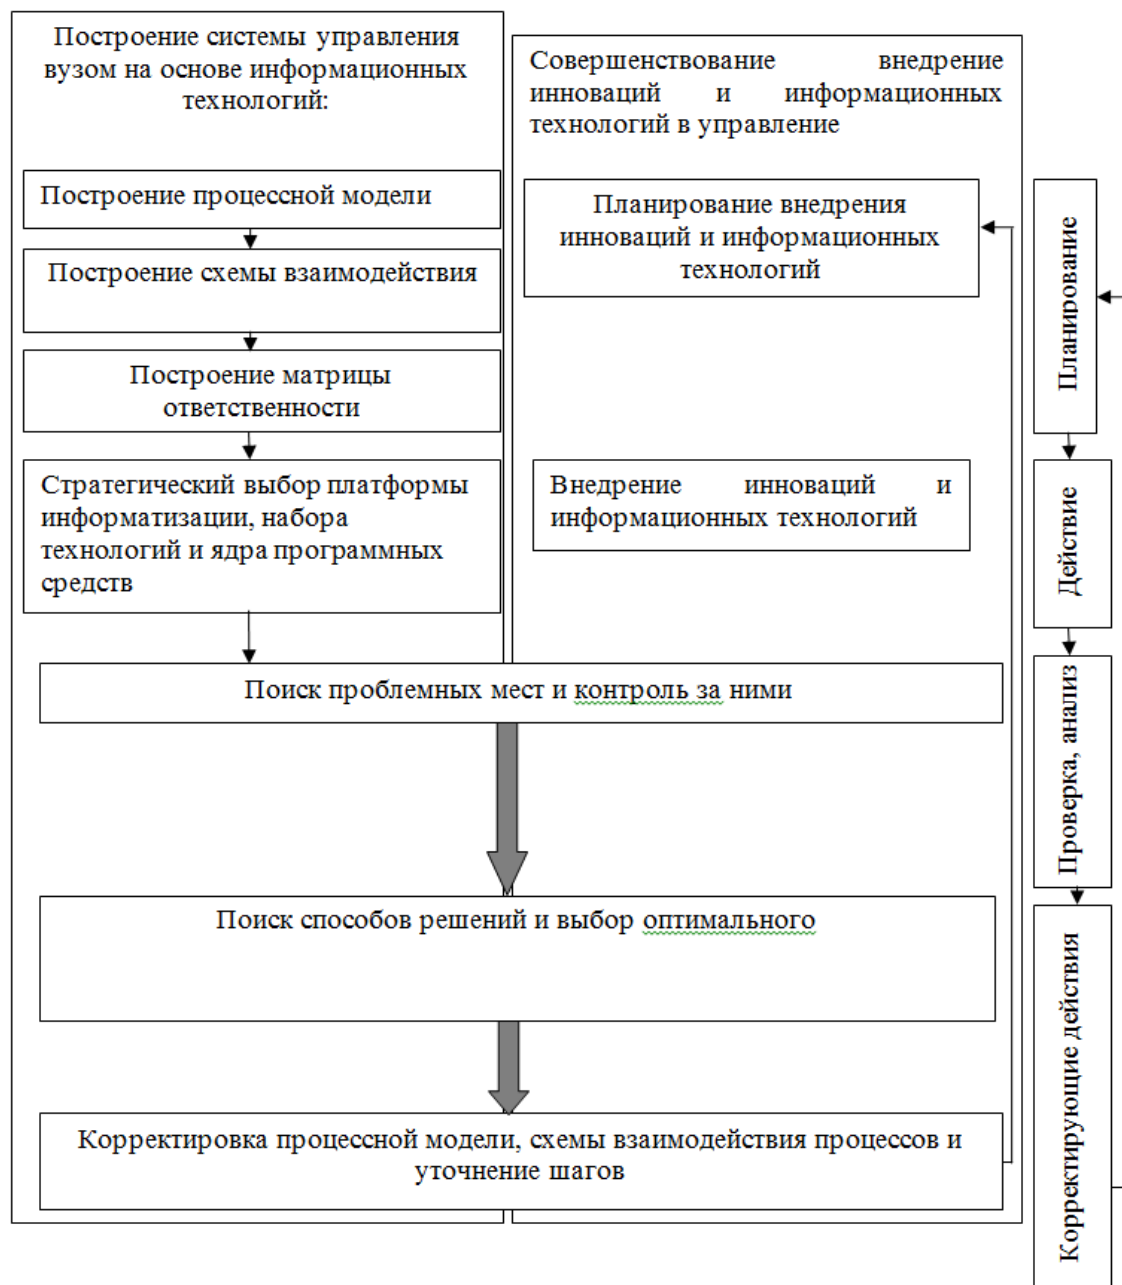 Построение системы управления
вузом на основе информационных
технологий:
Построение процессной модели
Построение схемы взаимодействия
Построение матрицы
ответственности
Стратегический выбор платформы
информатизации, набора
технологий и ядра программных
средств
Совершенствование внедрение
инноваций и информационных
технологий в управление
Планирование внедрения
инноваций и информационных
технологий
Внедрение инноваций и
информационных технологий
Поиск проблемных мест и контроль за ними
Поиск способов решений и выбор оптимального
Корректировка процессной модели, схемы взаимодействия процессов и
уточнение шагов
Планирование
Действие
Проверка, анализ
Корректирующие действия